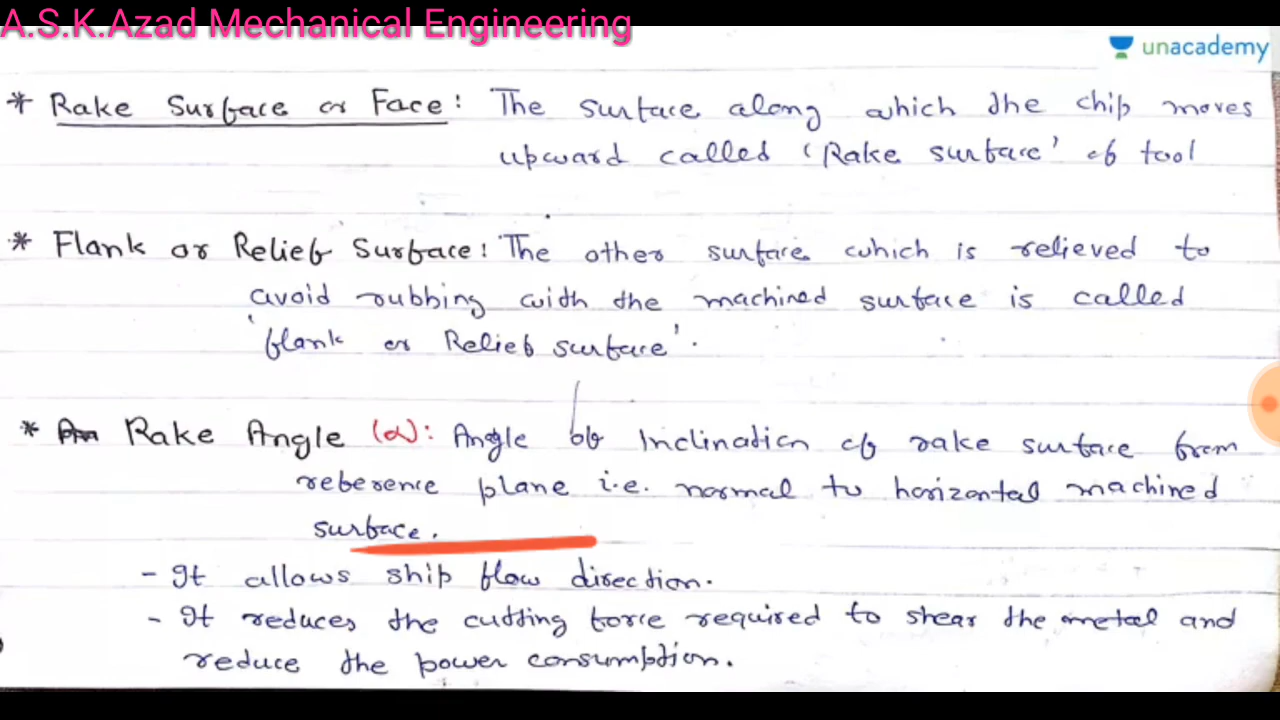 A.S.K.Azad Mechanical Engineering
unacademy
* Rake Surface or Face: The surface along which the chip moves
upward called 'Rake surface' of tool
* Flank or Relief Surface: The other surface which is relieved to
avoid rubbing with the machined surface is called
'flank or Relief surface'.
* Rake Angle (α): Angle of Inclination of rake surface from
reference plane i.e. normal to horizontal machined
surface.
- It allows ship flow direction.
- It reduces the cutting force required to shear the metal and
reduce the power consumption.